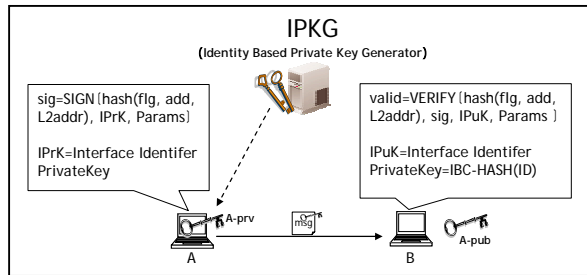 IPKG
(Identity Based Private Key Generator)
sig=SIGN [hash(flg, add,
L2addr), IPrK, Params]
IPrK=Interface Identifer
PrivateKey
valid=VERIFY [hash(flg, add,
L2addr), sig, IPuK, Params ]
IPuK=Interface Identifer
PrivateKey=IBC-HASH(ID)
A-prv
msg
A
B
A-pub